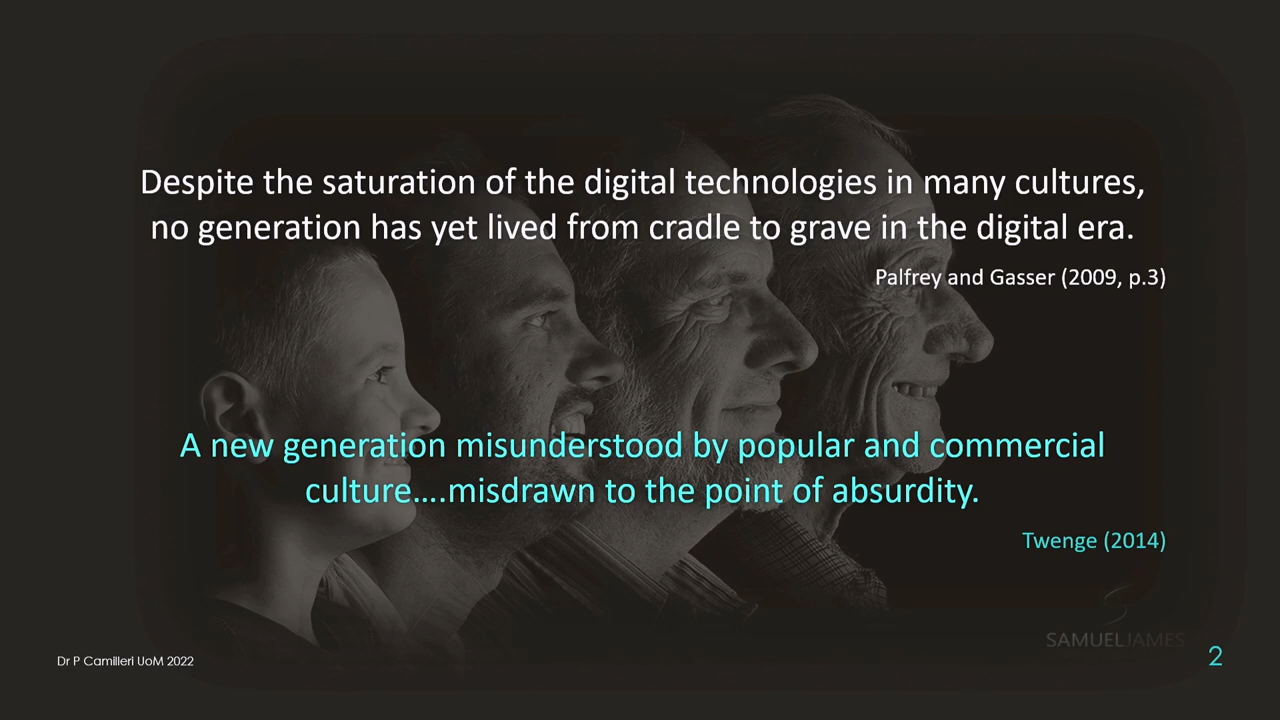 Despite the saturation of the digital technologies in many cultures,
no generation has yet lived from cradle to grave in the digital era.
Palfrey and Gasser (2009, p.3)
A new generation misunderstood by popular and commercial
culture….misdrawn to the point of absurdity.
Twenge (2014)
SAMUELJAMES
Dr P Camilleri UoM 2022
2